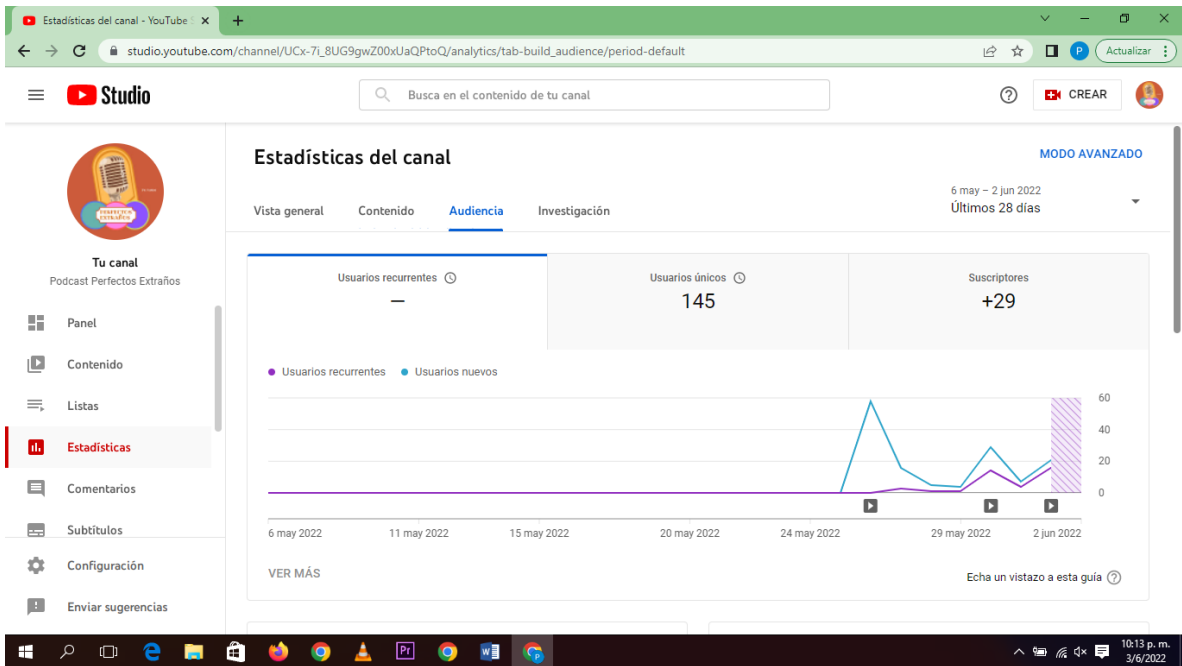 Estadísticas del canal - YouTube S
studio.youtube.com/channel/UCx-7i_8UG9gwZ00xUaQPtoQ/analytics/tab-build_audience/period-default
P
Actualizar
Studio
Busca en el contenido de tu canal
CREAR
PERFECTOS
EXTRAÑOS
Tu canal
Podcast Perfectos Extraños
Panel
Contenido
Listas
Estadísticas
Comentarios
Subtítulos
Configuración
Enviar sugerencias
Estadísticas del canal
MODO AVANZADO
Vista general Contenido Audiencia Investigación
6 may – 2 jun 2022
Últimos 28 días
Usuarios recurrentes
—
Usuarios únicos
145
Suscriptores
+29
Usuarios recurrentes Usuarios nuevos
60
40
20
0
6 may 2022 11 may 2022 15 may 2022 20 may 2022 24 may 2022 29 may 2022 2 jun 2022
VER MÁS
Echa un vistazo a esta guía
Pr
P
10:13 p. m.
3/6/2022